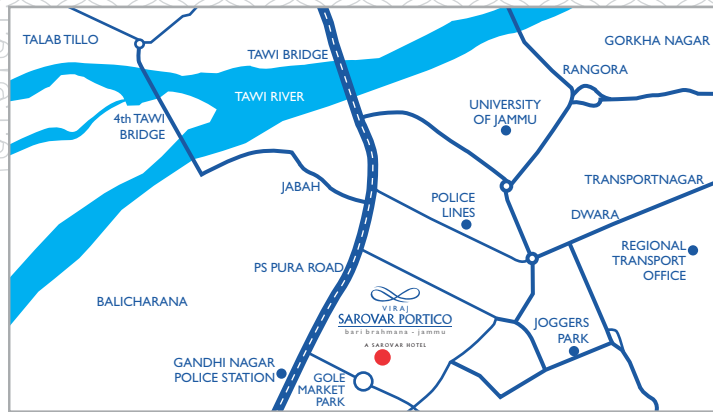 TALAB TILLO
TAWI BRIDGE
GORKHA NAGAR
RANGORA
TAWI RIVER
UNIVERSITY
OF JAMMU
4th TAWI
BRIDGE
JABAH
TRANSPORTNAGAR
POLICE
LINES
DWARA
REGIONAL
TRANSPORT
OFFICE
PS PURA ROAD
BALICHARANA
VIRAJ
SAROVAR PORTICO
bari brahmana - jammu
A SAROVAR HOTEL
JOGGERS
PARK
GANDHI NAGAR
POLICE STATION
GOLE
MARKET
PARK